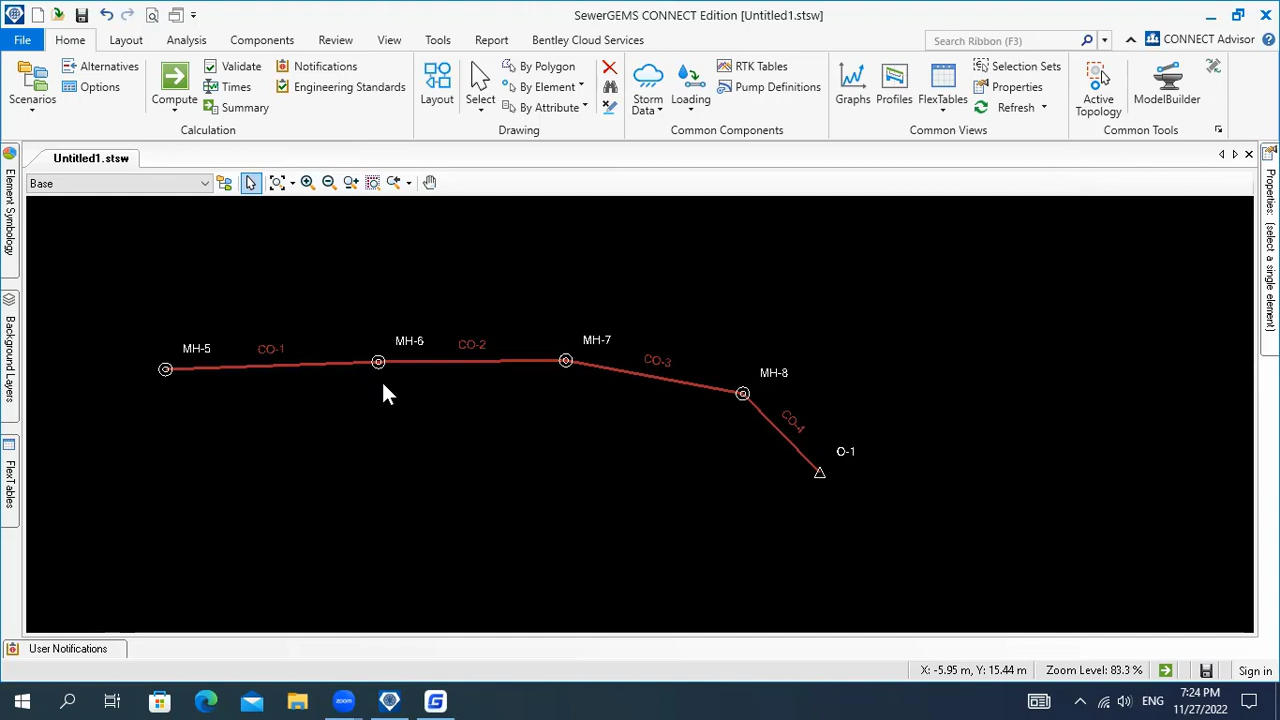 SewerGEMS CONNECT Edition [Untitled1.stsw]
File Home Layout Analysis Components Review View Tools Report Bentley Cloud Services Search Ribbon (F3) CONNECT Advisor
Scenarios
Alternatives
Options
Compute
Validate
Times
Summary
Notifications
Engineering Standards
Calculation
Layout
Select
By Polygon
By Element
By Attribute
Drawing
Storm
Data
Loading
RTK Tables
Pump Definitions
Common Components
Graphs
Profiles
FlexTables
Selection Sets
Properties
Refresh
Common Views
Active
Topology
ModelBuilder
Common Tools
Untitled1.stsw
Base
Element Symbology
Background Layers
FlexTables
Properties: (select a single element)
MH-5
CO-1
MH-6
CO-2
MH-7
CO-3
MH-8
CO-4
O-1
User Notifications
X: -5.95 m, Y: 15.44 m Zoom Level: 83.3 % Sign in
zoom
G
ENG
7:24 PM
11/27/2022